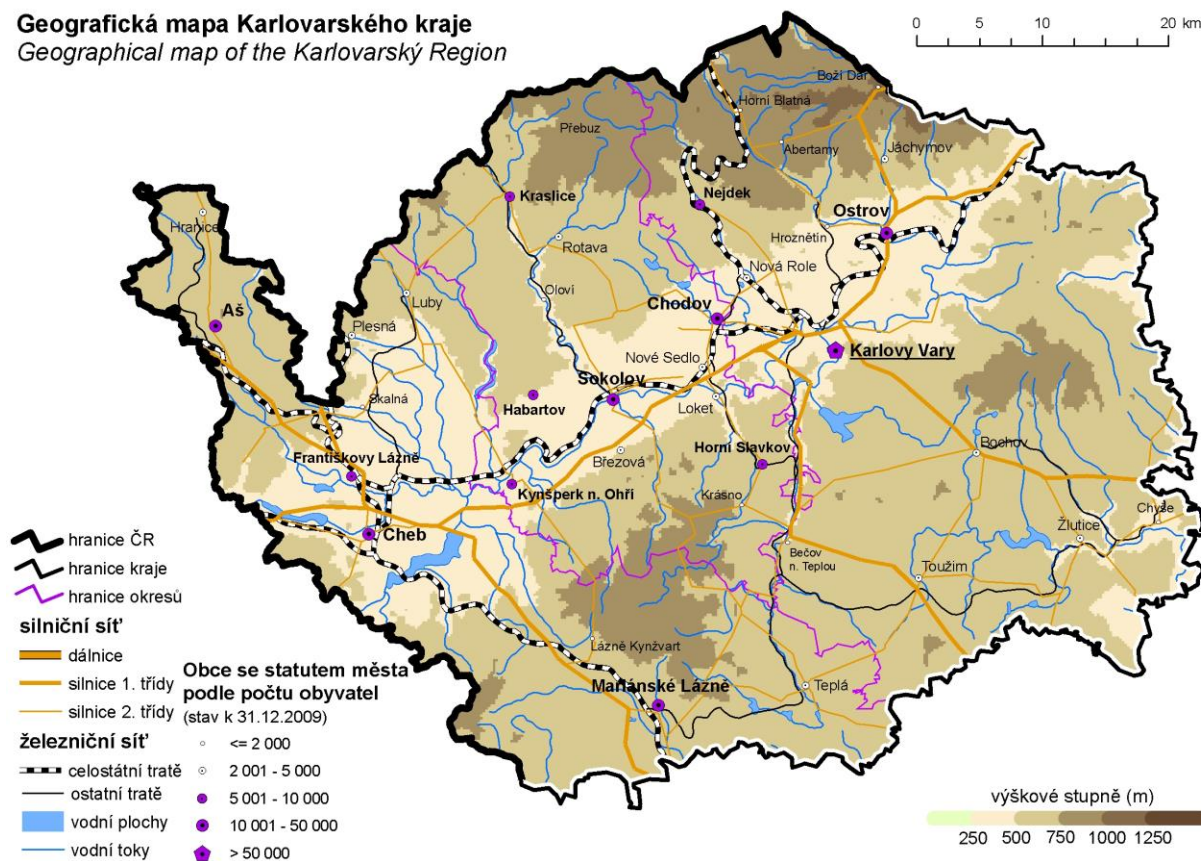 Geografická mapa Karlovarského kraje
Geographical map of the Karlovarský Region
0 5 10 20 km
Boží Dar
Horní Blatná
Přebuz
Abertamy
Jáchymov
Kraslice
Nejdek
Hranice
Ostrov
Rotava
Hroznětín
Nová Role
Oloví
Luby
Aš
Chodov
Plesná
Karlovy Vary
Nové Sedlo
Sokolov
Skalná
Habartov
Loket
Bochov
Františkovy Lázně
Březová
Horní Slavkov
Kynšperk n. Ohří
Krásno
Chyše
Cheb
Žlutice
Bečov
n. Teplou
Toužim
Lázně Kynžvart
Mariánské Lázně
Teplá
hranice ČR
hranice kraje
hranice okresů
silniční síť
dálnice
silnice 1. třídy
silnice 2. třídy
železniční síť
celostátní tratě
ostatní tratě
vodní plochy
vodní toky
Obce se statutem města
podle počtu obyvatel
(stav k 31.12.2009)
<= 2 000
2 001 - 5 000
5 001 - 10 000
10 001 - 50 000
> 50 000
výškové stupně (m)
250 500 750 1000 1250